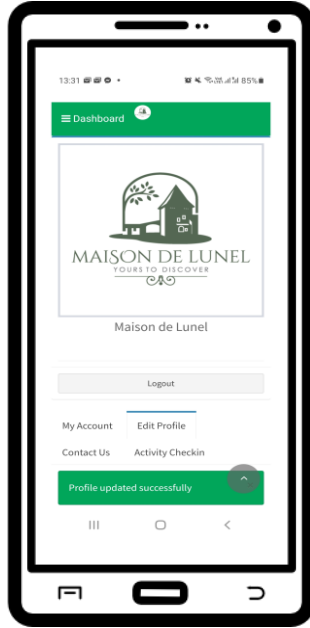 13:31
85%
Dashboard
MAISON DE LUNEL
YOURS TO DISCOVER
Maison de Lunel
Logout
My Account Edit Profile
Contact Us Activity Checkin
Profile updated successfully